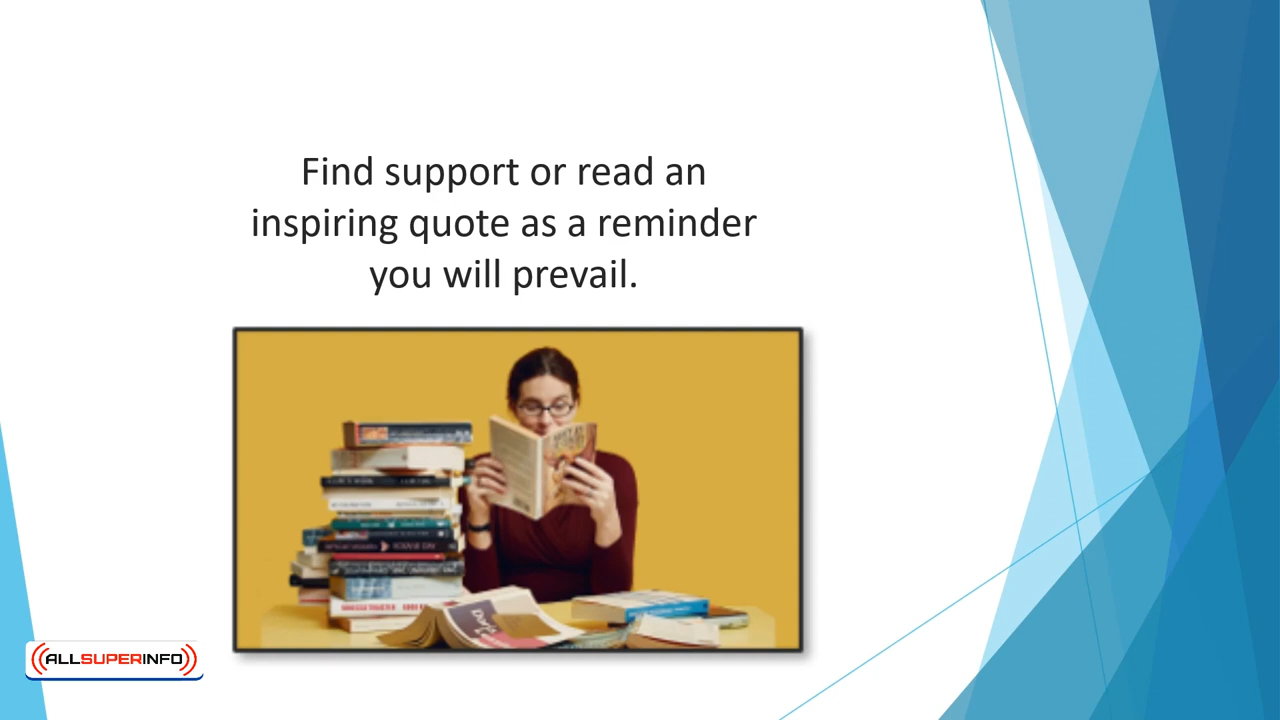 Find support or read an
inspiring quote as a reminder
you will prevail.
ALLSUPERINFO